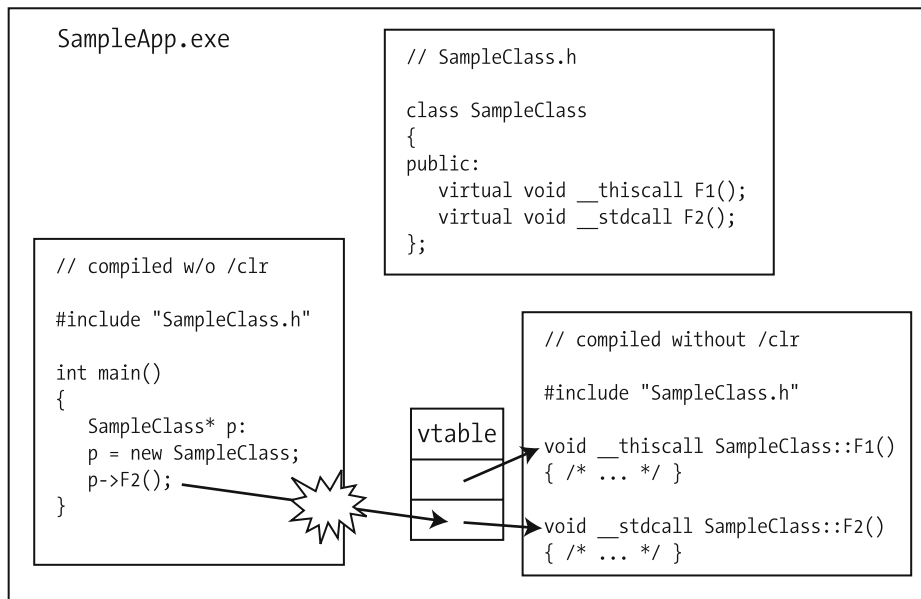 SampleApp.exe
// SampleClass.h
class SampleClass
{
public:
virtual void __thiscall F1();
virtual void __stdcall F2();
};
// compiled w/o /clr
#include "SampleClass.h"
int main()
{
SampleClass* p:
p = new SampleClass;
p->F2();
}
vtable
// compiled without /clr
#include "SampleClass.h"
void __thiscall SampleClass::F1()
{ /* ... */ }
void __stdcall SampleClass::F2()
{ /* ... */ }